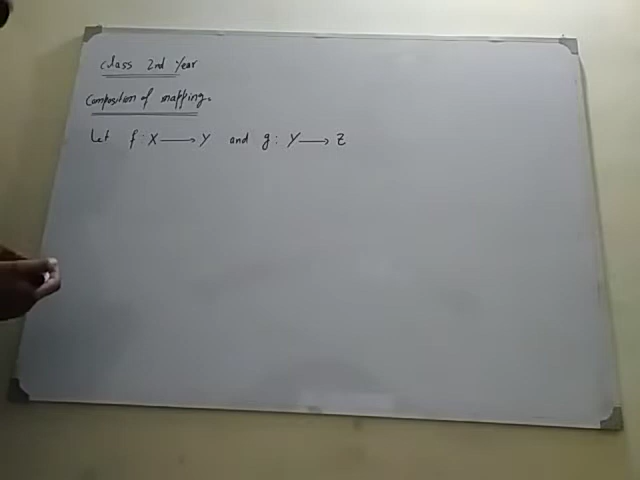 Class 2nd Year
Composition of mapping.
Let f : X ⟶ Y and g : Y ⟶ Z